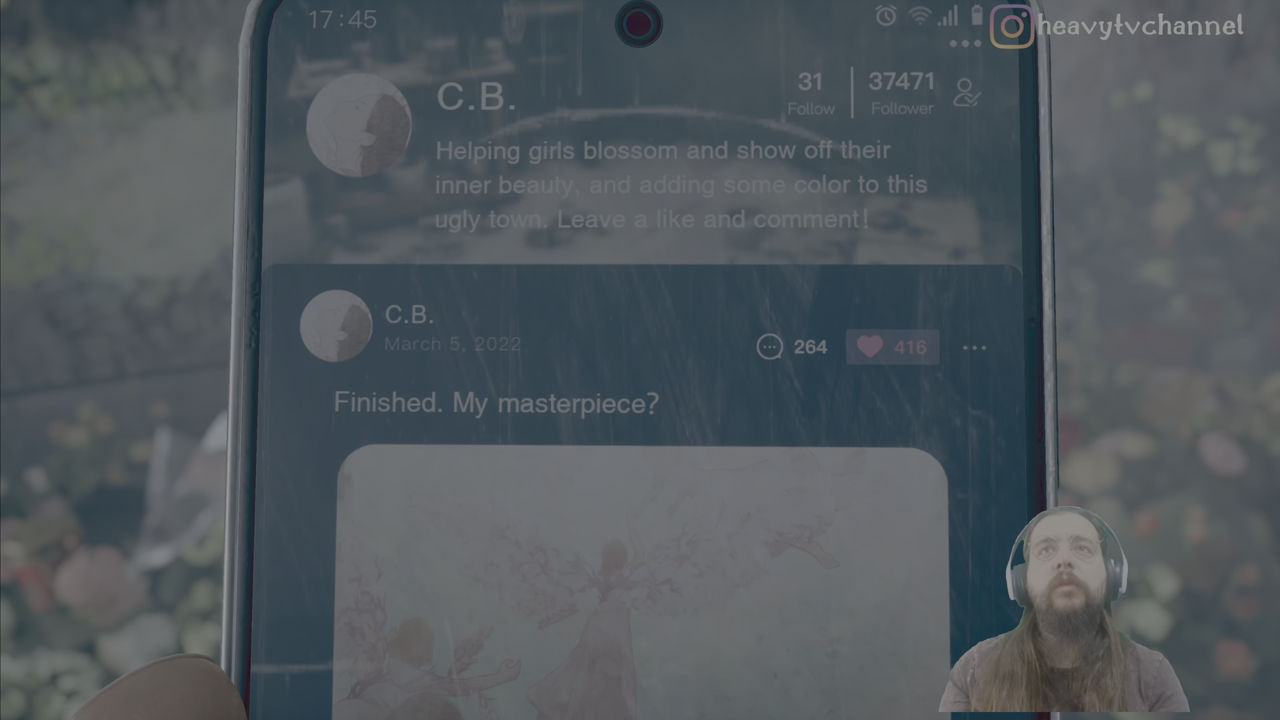 17:45
heavytvchannel
C.B.
31
Follow
37471
Follower
Helping girls blossom and show off their
inner beauty, and adding some color to this
ugly town. Leave a like and comment!
C.B.
March 5, 2022
264
416
Finished. My masterpiece?